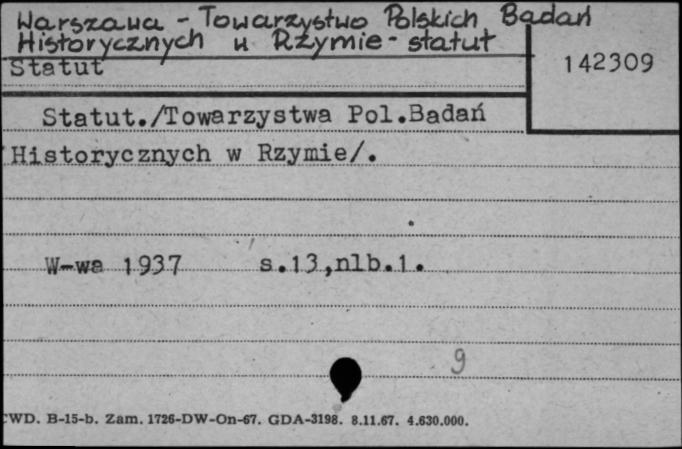 Warszawa - Towarzystwo Polskich Badań
Historycznych w Rzymie - statut
Statut
142309
Statut./Towarzystwa Pol.Badań
Historycznych w Rzymie/.
W-wa 1937 s.13,nlb.1.
9
CWD. B-15-b. Zam. 1726-DW-On-67. GDA-3198. 8.11.67. 4.630.000.